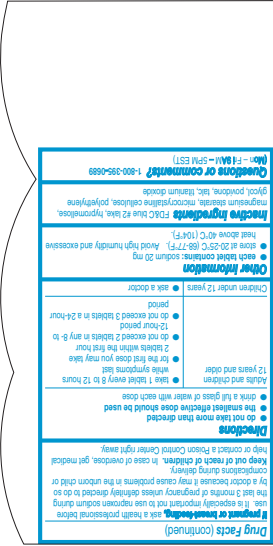 Drug Facts (continued)
If pregnant or breast-feeding, ask a health professional before
use. It is especially important not to use naproxen sodium during
the last 3 months of pregnancy unless definitely directed to do so
by a doctor because it may cause problems in the unborn child or
complications during delivery.
Keep out of reach of children. In case of overdose, get medical
help or contact a Poison Control Center right away.
Directions
● do not take more than directed
● the smallest effective dose should be used
● drink a full glass of water with each dose
Adults and children
12 years and older
● take 1 tablet every 8 to 12 hours
while symptoms last
● for the first dose you may take
2 tablets within the first hour
● do not exceed 2 tablets in any 8- to
12-hour period
● do not exceed 3 tablets in a 24-hour
period
Children under 12 years
● ask a doctor
Other information
● each tablet contains: sodium 20 mg
● store at 20-25°C (68-77°F). Avoid high humidity and excessive
heat above 40°C (104°F).
Inactive ingredients FD&C blue #2 lake, hypromellose,
magnesium stearate, microcrystalline cellulose, polyethylene
glycol, povidone, talc, titanium dioxide
Questions or comments? 1-800-395-0689
(Mon – Fri 9AM – 5PM EST)